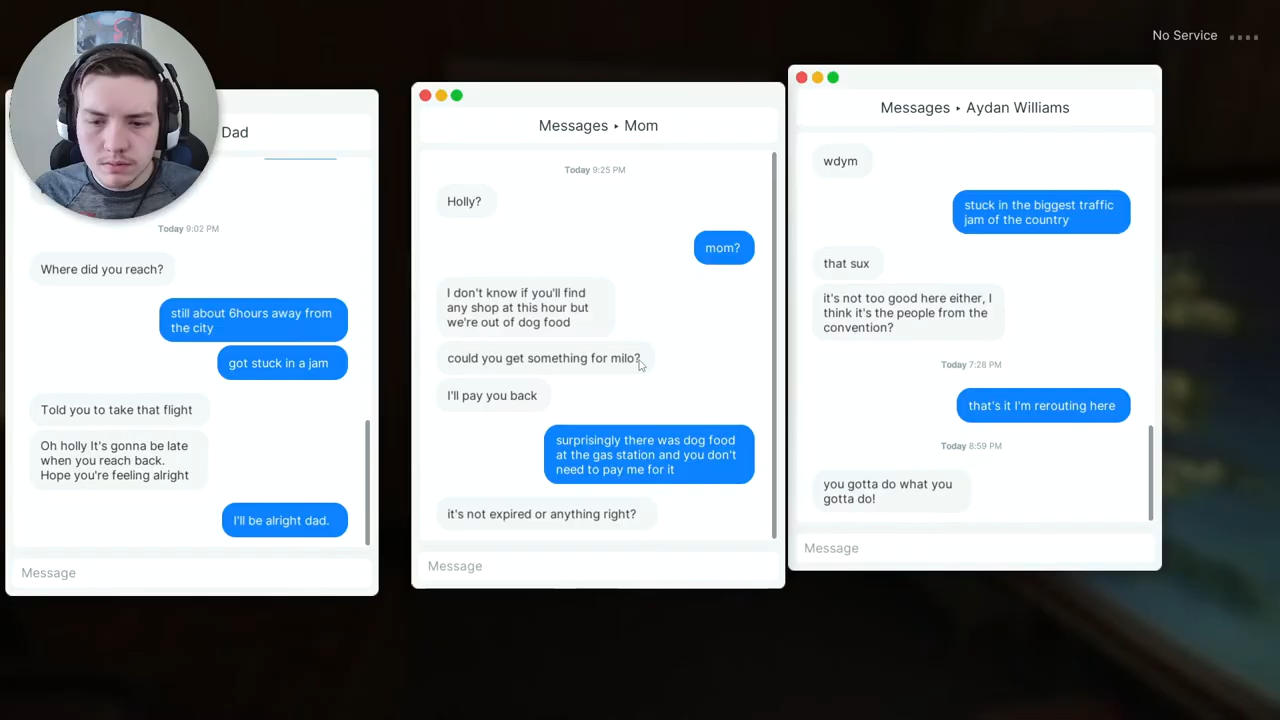 No Service
Dad
Today 9:02 PM
Where did you reach?
still about 6hours away from
the city
got stuck in a jam
Told you to take that flight
Oh holly It's gonna be late
when you reach back.
Hope you're feeling alright
I'll be alright dad.
Message
Messages ‣ Mom
Today 9:25 PM
Holly?
mom?
I don't know if you'll find
any shop at this hour but
we're out of dog food
could you get something for milo?
I'll pay you back
surprisingly there was dog food
at the gas station and you don't
need to pay me for it
it's not expired or anything right?
Message
Messages ‣ Aydan Williams
wdym
stuck in the biggest traffic
jam of the country
that sux
it's not too good here either, I
think it's the people from the
convention?
Today 7:28 PM
that's it I'm rerouting here
Today 8:59 PM
you gotta do what you
gotta do!
Message